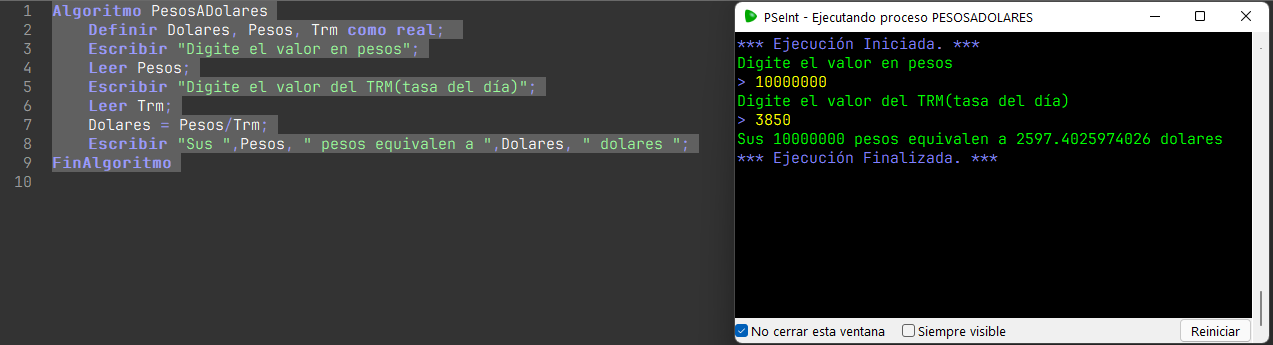 1 Algoritmo PesosADolares
2 Definir Dolares, Pesos, Trm como real;
3 Escribir "Digite el valor en pesos";
4 Leer Pesos;
5 Escribir "Digite el valor del TRM(tasa del día)";
6 Leer Trm;
7 Dolares = Pesos/Trm;
8 Escribir "Sus ",Pesos, " pesos equivalen a ",Dolares, " dolares ";
9 FinAlgoritmo
10
PSeInt - Ejecutando proceso PESOSADOLARES
*** Ejecución Iniciada. ***
Digite el valor en pesos
> 10000000
Digite el valor del TRM(tasa del día)
> 3850
Sus 10000000 pesos equivalen a 2597.4025974026 dolares
*** Ejecución Finalizada. ***
No cerrar esta ventana
Siempre visible
Reiniciar